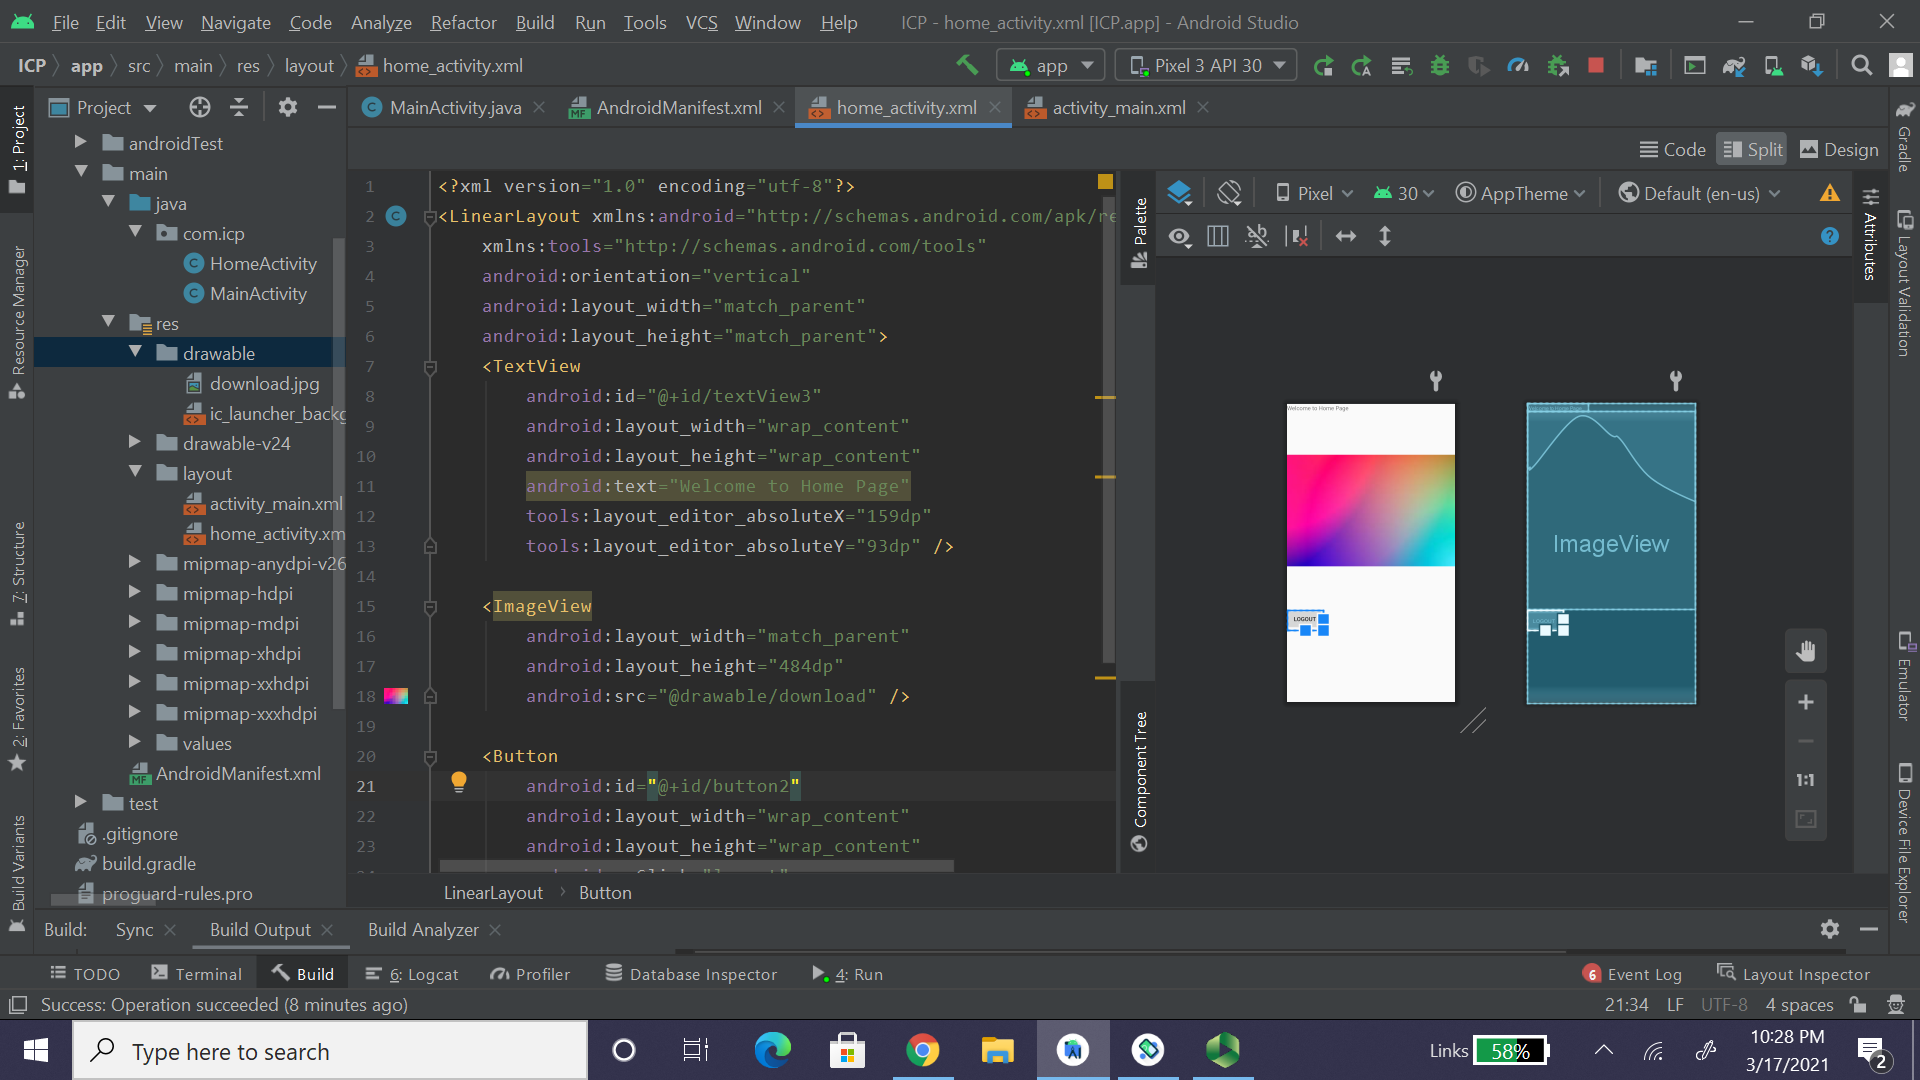 File Edit View Navigate Code Analyze Refactor Build Run Tools VCS Window Help ICP - home_activity.xml [ICP.app] - Android Studio
ICP app src main res layout home_activity.xml app Pixel 3 API 30
Project MainActivity.java AndroidManifest.xml home_activity.xml activity_main.xml
Code Split Design
1: Project
Resource Manager
7: Structure
2: Favorites
Build Variants
androidTest
main
java
com.icp
HomeActivity
MainActivity
res
drawable
download.jpg
ic_launcher_backg
drawable-v24
layout
activity_main.xml
home_activity.xm
mipmap-anydpi-v26
mipmap-hdpi
mipmap-mdpi
mipmap-xhdpi
mipmap-xxhdpi
mipmap-xxxhdpi
values
AndroidManifest.xml
test
.gitignore
build.gradle
proguard-rules.pro
1 <?xml version="1.0" encoding="utf-8"?>
2 <LinearLayout xmlns:android="http://schemas.android.com/apk/re
3 xmlns:tools="http://schemas.android.com/tools"
4 android:orientation="vertical"
5 android:layout_width="match_parent"
6 android:layout_height="match_parent">
7 <TextView
8 android:id="@+id/textView3"
9 android:layout_width="wrap_content"
10 android:layout_height="wrap_content"
11 android:text="Welcome to Home Page"
12 tools:layout_editor_absoluteX="159dp"
13 tools:layout_editor_absoluteY="93dp" />
14
15 <ImageView
16 android:layout_width="match_parent"
17 android:layout_height="484dp"
18 android:src="@drawable/download" />
19
20 <Button
21 android:id="@+id/button2"
22 android:layout_width="wrap_content"
23 android:layout_height="wrap_content"
LinearLayout Button
Palette
Component Tree
Pixel 30 AppTheme Default (en-us)
Welcome to Home Page
LOGOUT
ImageView
LOGOUT
1:1
Attributes
Gradle
Layout Validation
Emulator
Device File Explorer
Build: Sync Build Output Build Analyzer
TODO Terminal Build 6: Logcat Profiler Database Inspector 4: Run 6 Event Log Layout Inspector
Success: Operation succeeded (8 minutes ago) 21:34 LF UTF-8 4 spaces
Type here to search Links 58% 10:28 PM
3/17/2021 2